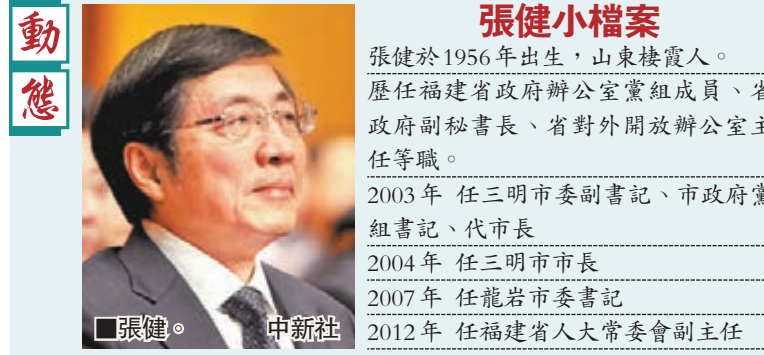 動
態
張健小檔案
張健於1956年出生，山東棲霞人。
歷任福建省政府辦公室黨組成員、省
政府副秘書長、省對外開放辦公室主
任等職。
2003年 任三明市委副書記、市政府黨
組書記、代市長
2004年 任三明市市長
2007年 任龍岩市委書記
2012年 任福建省人大常委會副主任
■張健。 中新社